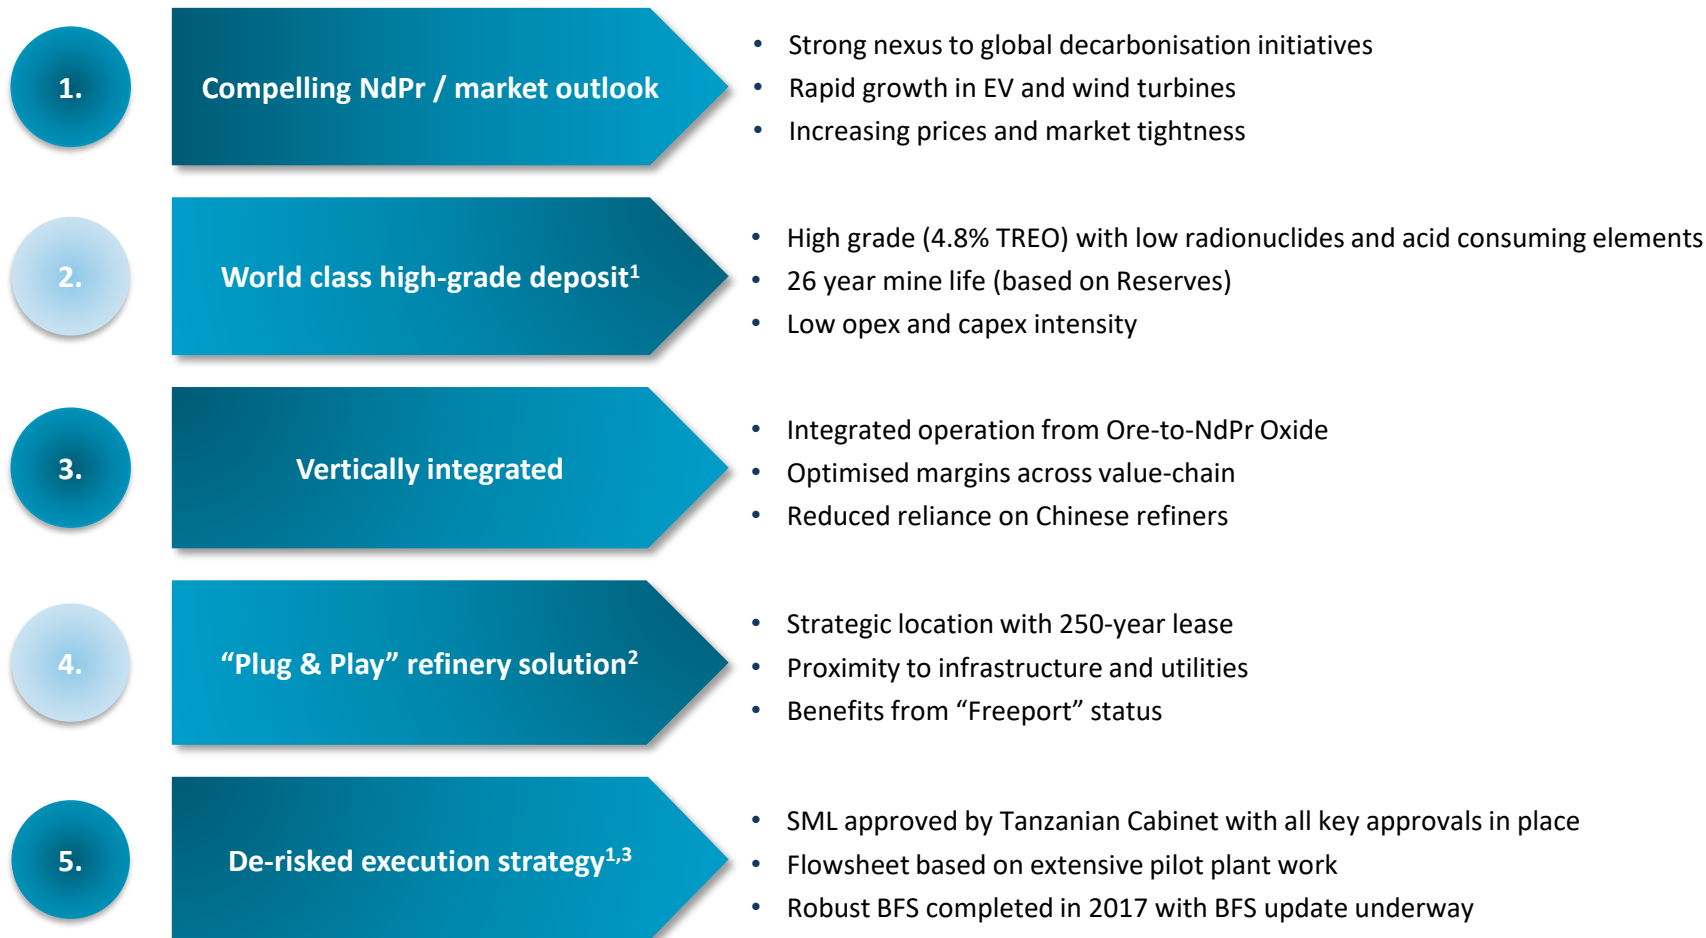 1.
Compelling NdPr / market outlook
• Strong nexus to global decarbonisation initiatives
• Rapid growth in EV and wind turbines
• Increasing prices and market tightness
2.
World class high-grade deposit¹
• High grade (4.8% TREO) with low radionuclides and acid consuming elements
• 26 year mine life (based on Reserves)
• Low opex and capex intensity
3.
Vertically integrated
• Integrated operation from Ore-to-NdPr Oxide
• Optimised margins across value-chain
• Reduced reliance on Chinese refiners
4.
“Plug & Play” refinery solution²
• Strategic location with 250-year lease
• Proximity to infrastructure and utilities
• Benefits from “Freeport” status
5.
De-risked execution strategy¹,³
• SML approved by Tanzanian Cabinet with all key approvals in place
• Flowsheet based on extensive pilot plant work
• Robust BFS completed in 2017 with BFS update underway